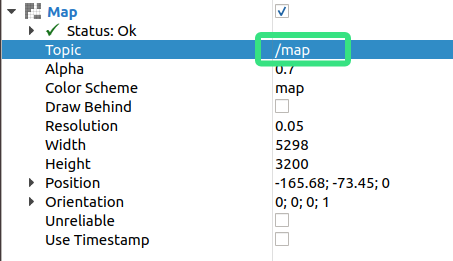 Map
Status: Ok
Topic /map
Alpha 0.7
Color Scheme map
Draw Behind
Resolution 0.05
Width 5298
Height 3200
Position -165.68; -73.45; 0
Orientation 0; 0; 0; 1
Unreliable
Use Timestamp